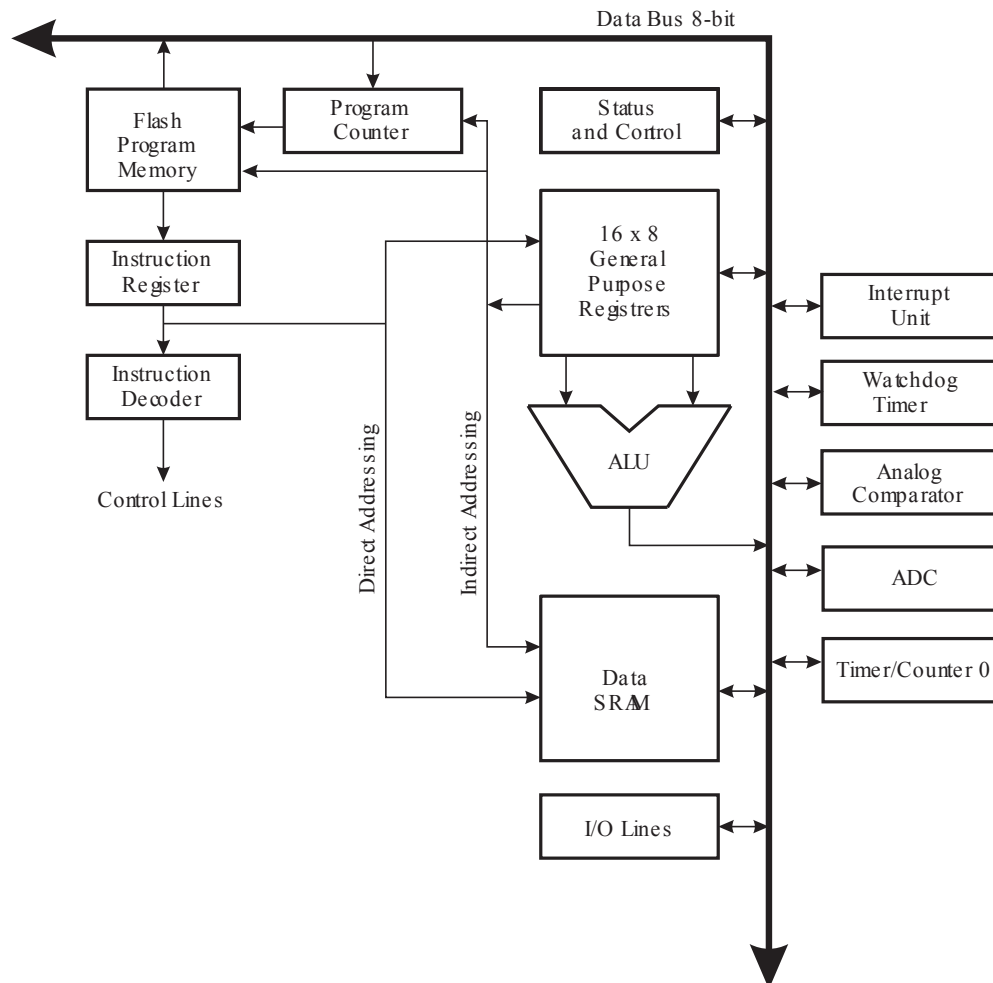 Data Bus 8-bit
Flash
Program
Memory
Program
Counter
Status
and Control
16 x 8
General
Purpose
Registrers
Instruction
Register
Instruction
Decoder
Control Lines
Direct Addressing
Indirect Addressing
ALU
Interrupt
Unit
Watchdog
Timer
Analog
Comparator
ADC
Timer/Counter 0
Data
SRAM
I/O Lines